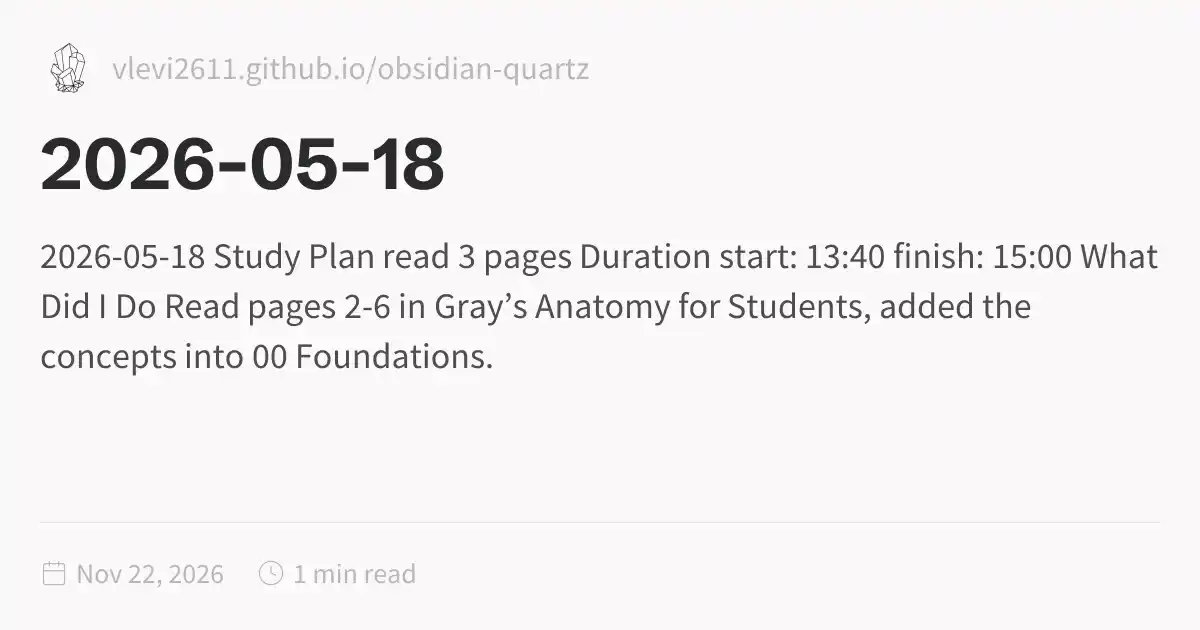 vlevi2611.github.io/obsidian-quartz
2026-05-18
2026-05-18 Study Plan read 3 pages Duration start: 13:40 finish: 15:00 What
Did I Do Read pages 2-6 in Gray’s Anatomy for Students, added the
concepts into 00 Foundations.
Nov 22, 2026 1 min read